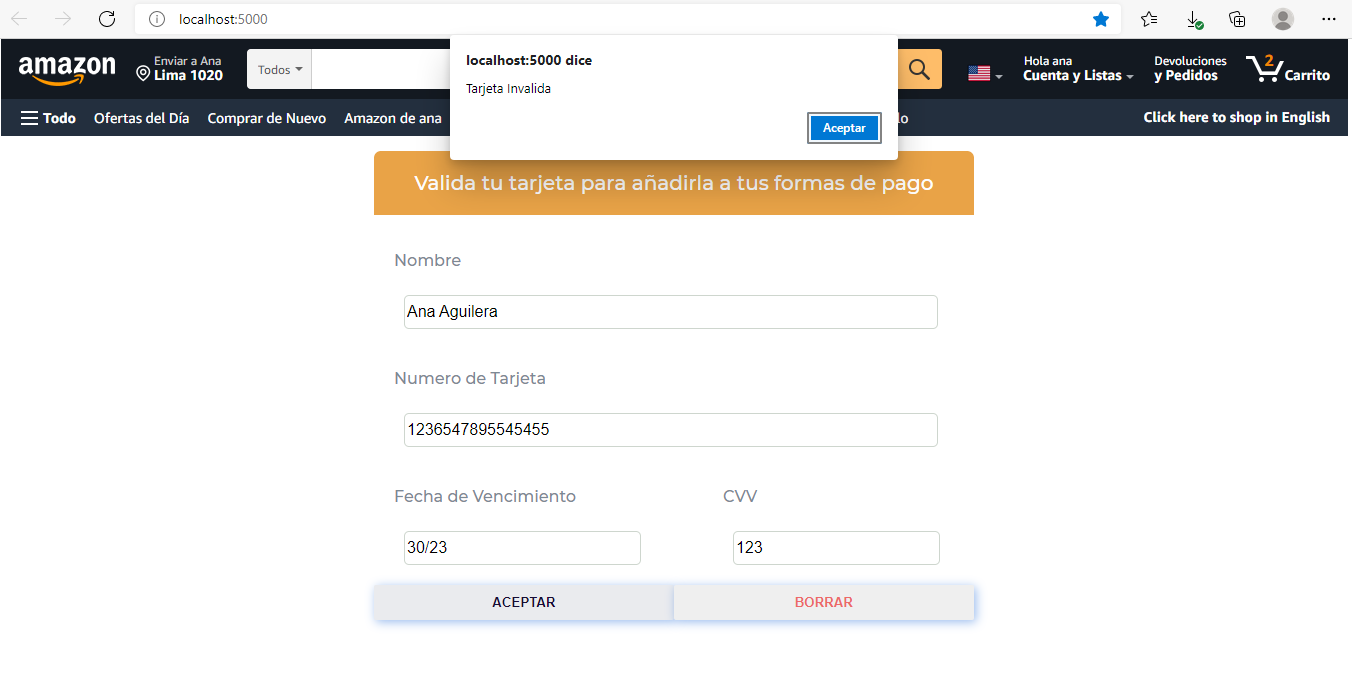 localhost:5000
amazon
Enviar a Ana
Lima 1020
Todos
Hola ana
Cuenta y Listas
Devoluciones
y Pedidos
2
Carrito
localhost:5000 dice
Tarjeta Invalida
Aceptar
Todo Ofertas del Día Comprar de Nuevo Amazon de ana lo Click here to shop in English
Valida tu tarjeta para añadirla a tus formas de pago
Nombre
Ana Aguilera
Numero de Tarjeta
1236547895545455
Fecha de Vencimiento CVV
30/23 123
ACEPTAR BORRAR